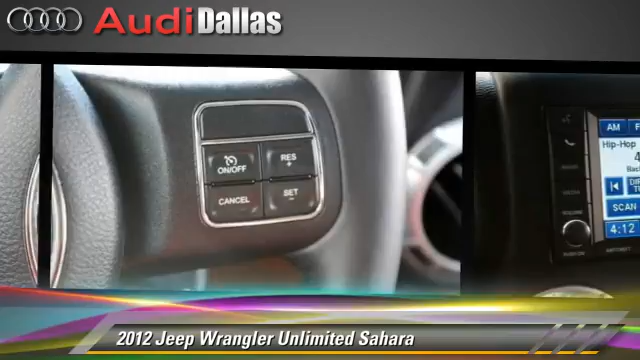 Audi Dallas
ON/OFF
RES
+
CANCEL
SET
−
AM
Hip-Hop
SCAN
4:12
2012 Jeep Wrangler Unlimited Sahara